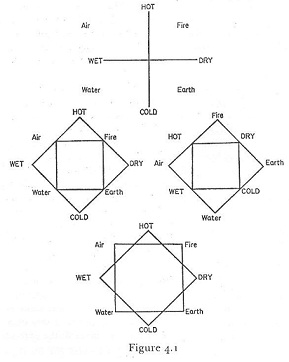 HOT
Air Fire
WET DRY
Water Earth
COLD
HOT
Air Fire
WET DRY
Water Earth
COLD
Fire
HOT DRY
Air Earth
WET COLD
Water
HOT
Air Fire
WET DRY
Water Earth
COLD
Figure 4.1